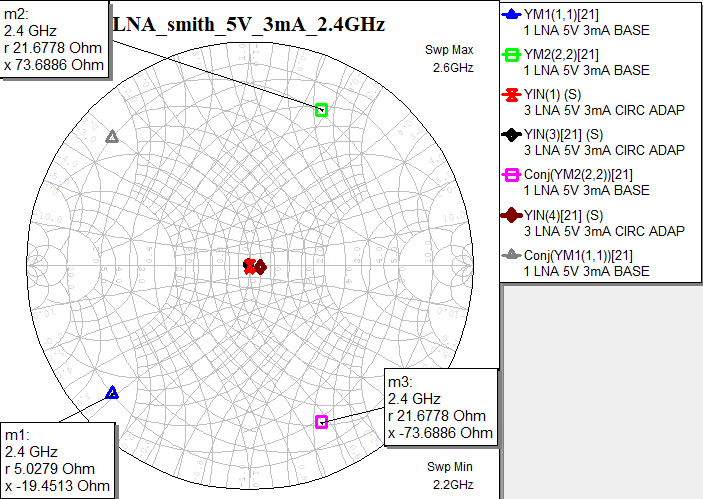 m2:
2.4 GHz
r 21.6778 Ohm
x 73.6886 Ohm
LNA_smith_5V_3mA_2.4GHz
Swp Max
2.6GHz
YM1(1,1)[21]
1 LNA 5V 3mA BASE
YM2(2,2)[21]
1 LNA 5V 3mA BASE
YIN(1) (S)
3 LNA 5V 3mA CIRC ADAP
YIN(3)[21] (S)
3 LNA 5V 3mA CIRC ADAP
Conj(YM2(2,2))[21]
1 LNA 5V 3mA BASE
YIN(4)[21] (S)
3 LNA 5V 3mA CIRC ADAP
Conj(YM1(1,1))[21]
1 LNA 5V 3mA BASE
m3:
2.4 GHz
r 21.6778 Ohm
x -73.6886 Ohm
m1:
2.4 GHz
r 5.0279 Ohm
x -19.4513 Ohm
Swp Min
2.2GHz